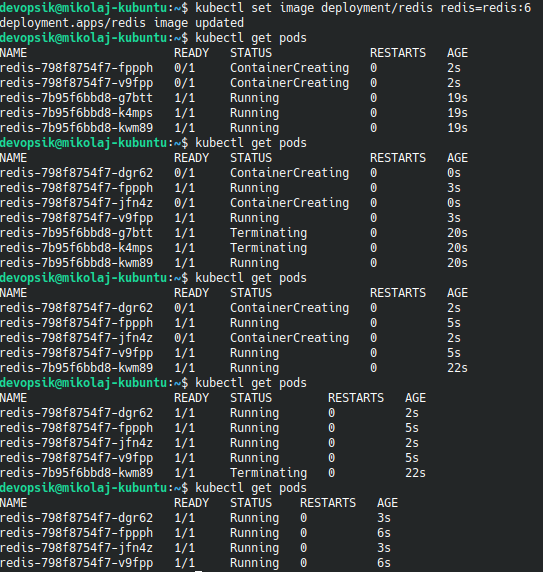 devopsik@mikolaj-kubuntu:~$ kubectl set image deployment/redis redis=redis:6
deployment.apps/redis image updated
devopsik@mikolaj-kubuntu:~$ kubectl get pods
NAME READY STATUS RESTARTS AGE
redis-798f8754f7-fppph 0/1 ContainerCreating 0 2s
redis-798f8754f7-v9fpp 0/1 ContainerCreating 0 2s
redis-7b95f6bbd8-g7btt 1/1 Running 0 19s
redis-7b95f6bbd8-k4mps 1/1 Running 0 19s
redis-7b95f6bbd8-kwm89 1/1 Running 0 19s
devopsik@mikolaj-kubuntu:~$ kubectl get pods
NAME READY STATUS RESTARTS AGE
redis-798f8754f7-dgr62 0/1 ContainerCreating 0 0s
redis-798f8754f7-fppph 1/1 Running 0 3s
redis-798f8754f7-jfn4z 0/1 ContainerCreating 0 0s
redis-798f8754f7-v9fpp 1/1 Running 0 3s
redis-7b95f6bbd8-g7btt 1/1 Terminating 0 20s
redis-7b95f6bbd8-k4mps 1/1 Terminating 0 20s
redis-7b95f6bbd8-kwm89 1/1 Running 0 20s
devopsik@mikolaj-kubuntu:~$ kubectl get pods
NAME READY STATUS RESTARTS AGE
redis-798f8754f7-dgr62 0/1 ContainerCreating 0 2s
redis-798f8754f7-fppph 1/1 Running 0 5s
redis-798f8754f7-jfn4z 0/1 ContainerCreating 0 2s
redis-798f8754f7-v9fpp 1/1 Running 0 5s
redis-7b95f6bbd8-kwm89 1/1 Running 0 22s
devopsik@mikolaj-kubuntu:~$ kubectl get pods
NAME READY STATUS RESTARTS AGE
redis-798f8754f7-dgr62 1/1 Running 0 2s
redis-798f8754f7-fppph 1/1 Running 0 5s
redis-798f8754f7-jfn4z 1/1 Running 0 2s
redis-798f8754f7-v9fpp 1/1 Running 0 5s
redis-7b95f6bbd8-kwm89 1/1 Terminating 0 22s
devopsik@mikolaj-kubuntu:~$ kubectl get pods
NAME READY STATUS RESTARTS AGE
redis-798f8754f7-dgr62 1/1 Running 0 3s
redis-798f8754f7-fppph 1/1 Running 0 6s
redis-798f8754f7-jfn4z 1/1 Running 0 3s
redis-798f8754f7-v9fpp 1/1 Running 0 6s